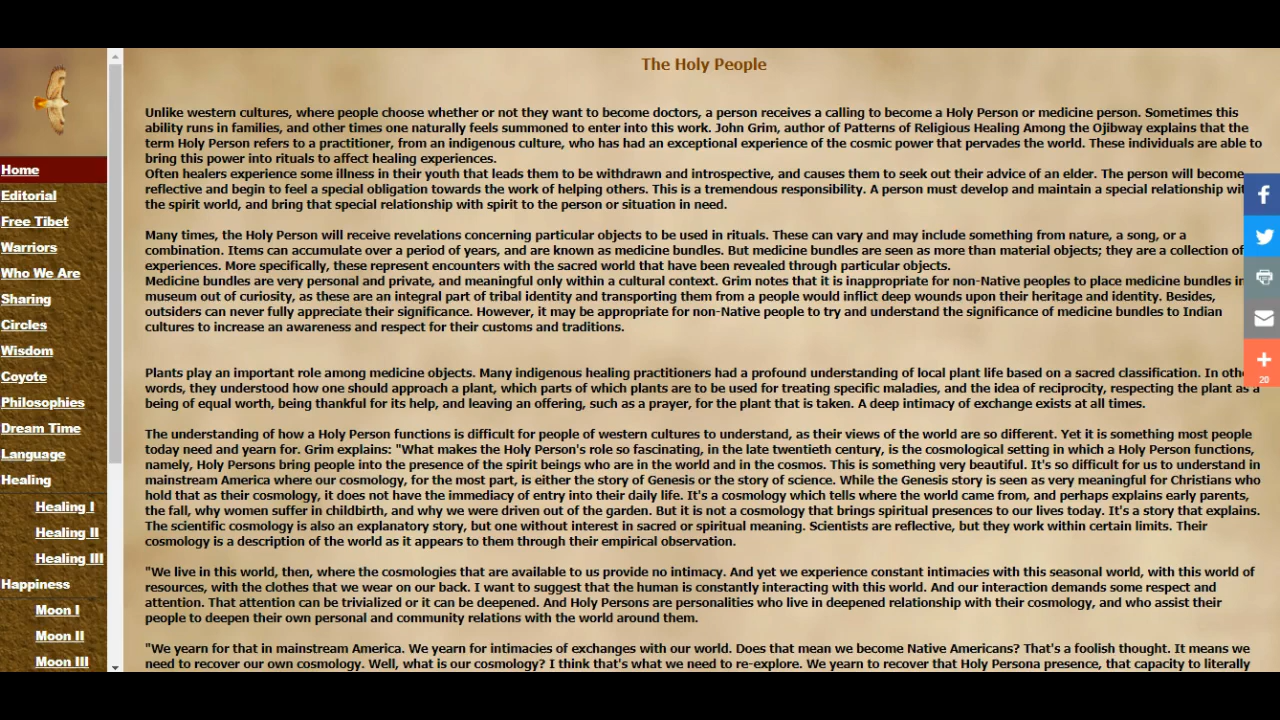 The Holy People
Unlike western cultures, where people choose whether or not they want to become doctors, a person receives a calling to become a Holy Person or medicine person. Sometimes this
ability runs in families, and other times one naturally feels summoned to enter into this work. John Grim, author of Patterns of Religious Healing Among the Ojibway explains that the
term Holy Person refers to a practitioner, from an indigenous culture, who has had an exceptional experience of the cosmic power that pervades the world. These individuals are able to
bring this power into rituals to affect healing experiences.
Often healers experience some illness in their youth that leads them to be withdrawn and introspective, and causes them to seek out their advice of an elder. The person will become
reflective and begin to feel a special obligation towards the work of helping others. This is a tremendous responsibility. A person must develop and maintain a special relationship
the spirit world, and bring that special relationship with spirit to the person or situation in need.
Many times, the Holy Person will receive revelations concerning particular objects to be used in rituals. These can vary and may include something from nature, a song, or a
combination. Items can accumulate over a period of years, and are known as medicine bundles. But medicine bundles are seen as more than material objects; they are a collection of
experiences. More specifically, these represent encounters with the sacred world that have been revealed through particular objects.
Medicine bundles are very personal and private, and meaningful only within a cultural context. Grim notes that it is inappropriate for non-Native peoples to place medicine bundles in
museum out of curiosity, as these are an integral part of tribal identity and transporting them from a people would inflict deep wounds upon their heritage and identity. Besides,
outsiders can never fully appreciate their significance. However, it may be appropriate for non-Native people to try and understand the significance of medicine bundles to Indian
cultures to increase an awareness and respect for their customs and traditions.
Plants play an important role among medicine objects. Many indigenous healing practitioners had a profound understanding of local plant life based on a sacred classification. In
words, they understood how one should approach a plant, which parts of which plants are to be used for treating specific maladies, and the idea of reciprocity, respecting the plant as a
being of equal worth, being thankful for its help, and leaving an offering, such as a prayer, for the plant that is taken. A deep intimacy of exchange exists at all times.
The understanding of how a Holy Person functions is difficult for people of western cultures to understand, as their views of the world are so different. Yet it is something most people
today need and yearn for. Grim explains: "What makes the Holy Person's role so fascinating, in the late twentieth century, is the cosmological setting in which a Holy Person functions,
namely, Holy Persons bring people into the presence of the spirit beings who are in the world and in the cosmos. This is something very beautiful. It's so difficult for us to understand in
mainstream America where our cosmology, for the most part, is either the story of Genesis or the story of science. While the Genesis story is seen as very meaningful for Christians who
hold that as their cosmology, it does not have the immediacy of entry into their daily life. It's a cosmology which tells where the world came from, and perhaps explains early parents,
the fall, why women suffer in childbirth, and why we were driven out of the garden. But it is not a cosmology that brings spiritual presences to our lives today. It's a story that explains.
The scientific cosmology is also an explanatory story, but one without interest in sacred or spiritual meaning. Scientists are reflective, but they work within certain limits. Their
cosmology is a description of the world as it appears to them through their empirical observation.
"We live in this world, then, where the cosmologies that are available to us provide no intimacy. And yet we experience constant intimacies with this seasonal world, with this world of
resources, with the clothes that we wear on our back. I want to suggest that the human is constantly interacting with this world. And our interaction demands some respect and
attention. That attention can be trivialized or it can be deepened. And Holy Persons are personalities who live in deepened relationship with their cosmology, and who assist their
people to deepen their own personal and community relations with the world around them.
"We yearn for that in mainstream America. We yearn for intimacies of exchanges with our world. Does that mean we become Native Americans? That's a foolish thought. It means we
need to recover our own cosmology. Well, what is our cosmology? I think that's what we need to re-explore. We yearn to recover that Holy Persona presence, that capacity to literally
Home
Editorial
Free Tibet
Warriors
Who We Are
Sharing
Circles
Wisdom
Coyote
Philosophies
Dream Time
Language
Healing
Healing I
Healing II
Healing III
Happiness
Moon I
Moon II
Moon III
20